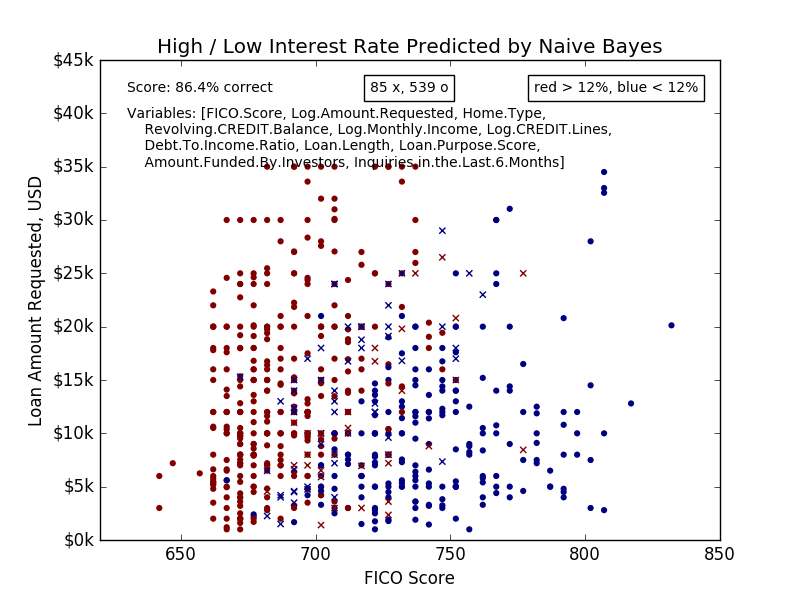 High / Low Interest Rate Predicted by Naive Bayes
$45k
Score: 86.4% correct
85 x, 539 o
red > 12%, blue < 12%
Variables: [FICO.Score, Log.Amount.Requested, Home.Type,
Revolving.CREDIT.Balance, Log.Monthly.Income, Log.CREDIT.Lines,
Debt.To.Income.Ratio, Loan.Length, Loan.Purpose.Score,
Amount.Funded.By.Investors, Inquiries.in.the.Last.6.Months]
$40k
$35k
$30k
$25k
$20k
$15k
$10k
$5k
$0k
Loan Amount Requested, USD
650
700
750
800
850
FICO Score